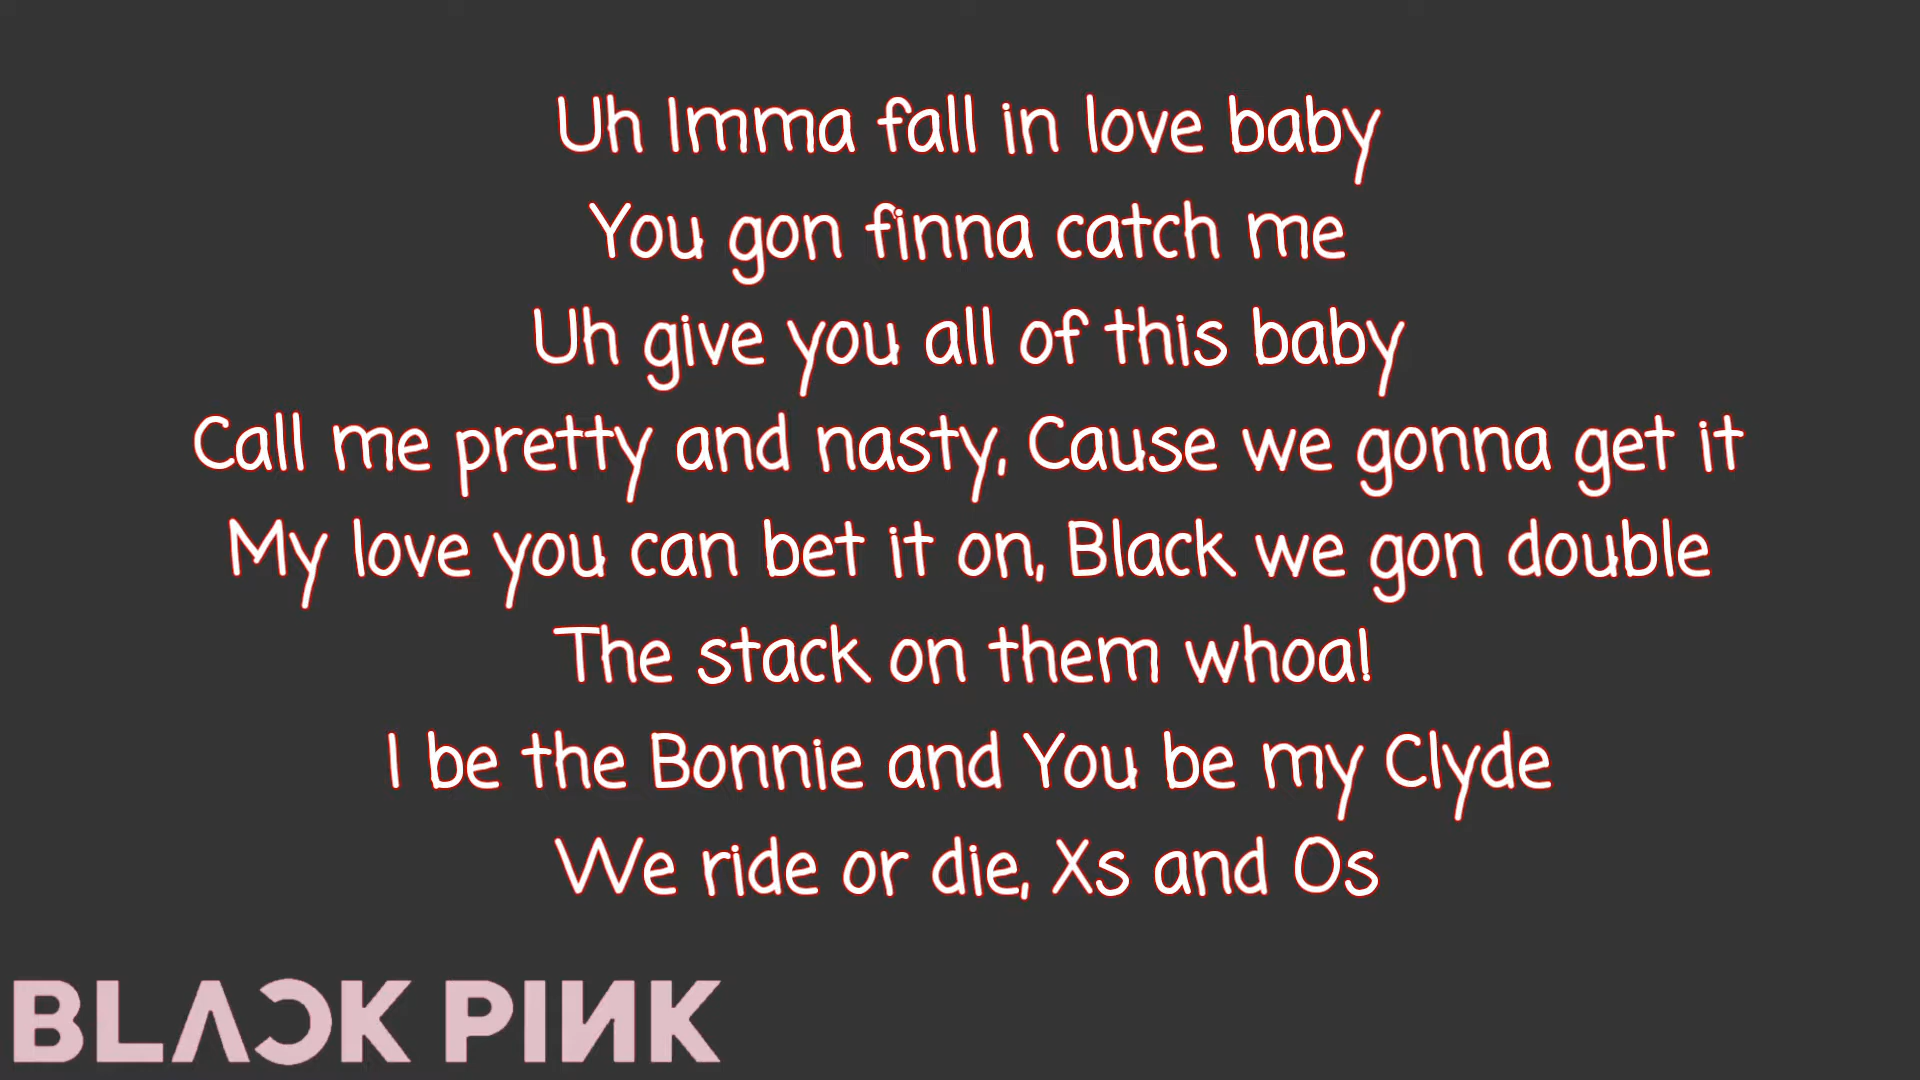 Uh Imma fall in love baby
You gon finna catch me
Uh give you all of this baby
Call me pretty and nasty, Cause we gonna get it
My love you can bet it on, Black we gon double
The stack on them whoa!
I be the Bonnie and You be my Clyde
We ride or die, Xs and Os
BLACK PINK